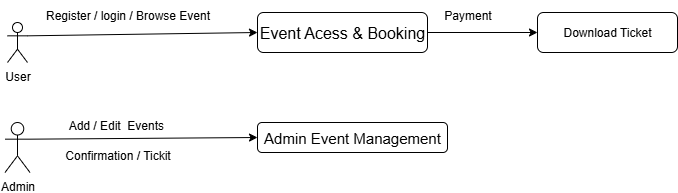 Register / login / Browse Event
Payment
Event Acess & Booking
Download Ticket
User
Add / Edit  Events
Admin Event Management
Confirmation / Tickit
Admin